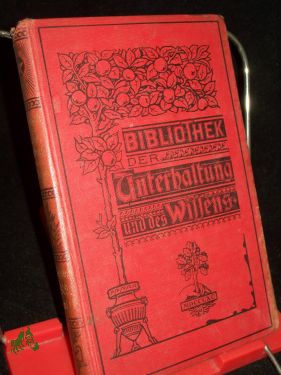 BIBLIOTHEK
DER
Unterhaltung
und des Wissens